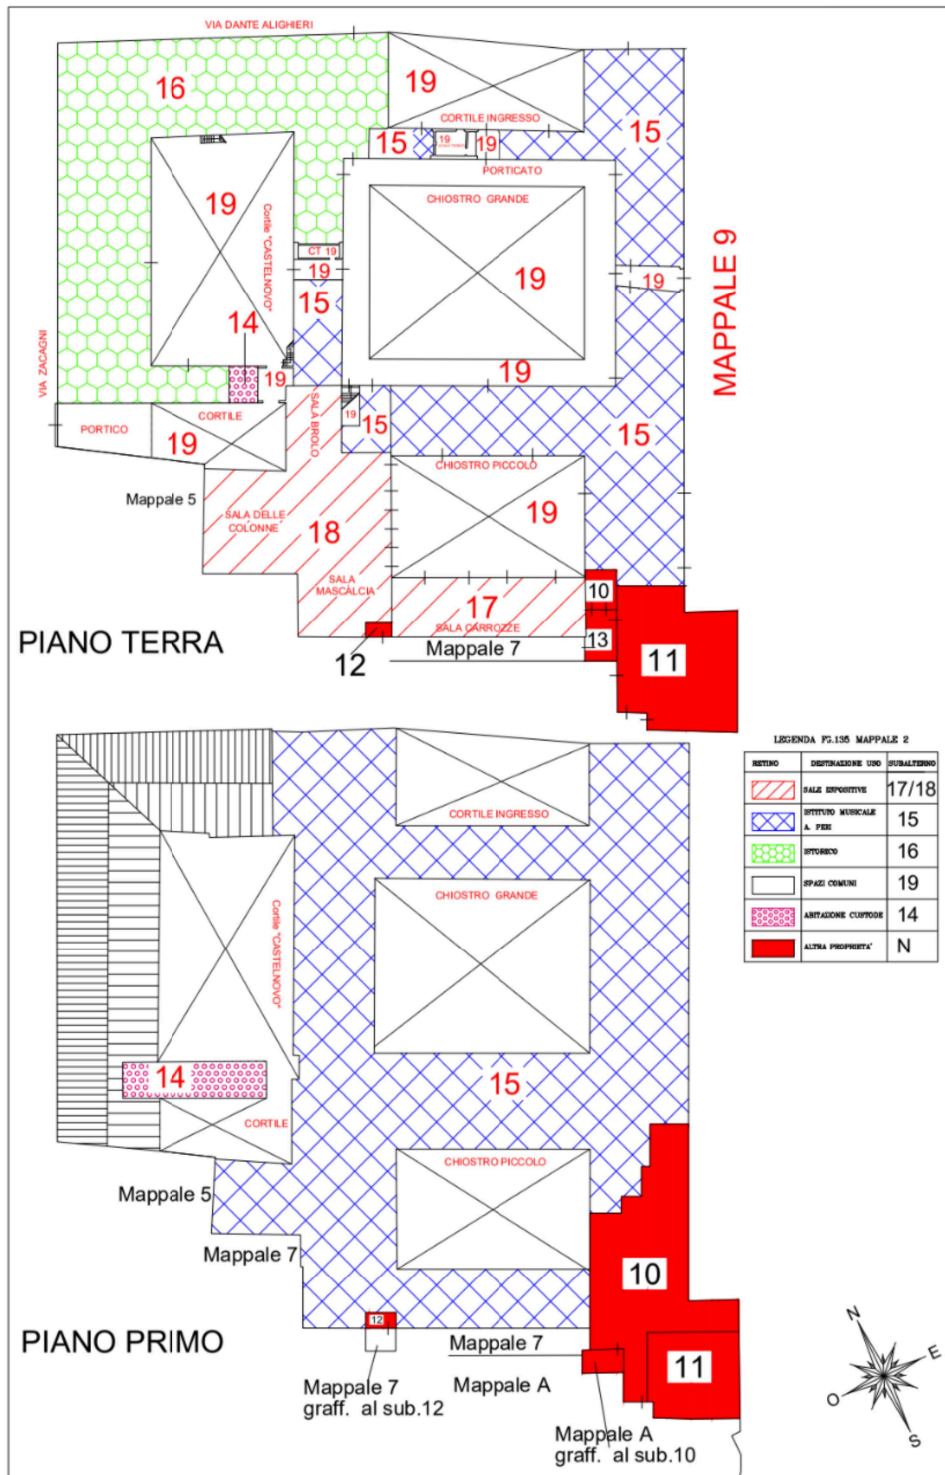 VIA DANTE ALIGHIERI
16
19
CORTILE INGRESSO
15
19
19
15
PORTICATO
CHIOSTRO GRANDE
19
Cortile "CASTELNOVO"
CT 19
19
15
19
19
MAPPALE 9
14
19
19
VIA ZACAGNI
PORTICO
CORTILE
19
SALA BROLO
19
15
15
CHIOSTRO PICCOLO
19
Mappale 5
SALA DELLE
COLONNE
18
SALA
MASCALCIA
17
SALA CARROZZE
10
13
11
12
Mappale 7
PIANO TERRA
LEGENDA FG.135 MAPPALE 2
RETINO DESTINAZIONE USO SUBALTERNO
SALE ESPOSITIVE 17/18
ISTITUTO MUSICALE
A. PERI 15
ISTORECO 16
SPAZI COMUNI 19
ABITAZIONE CUSTODE 14
ALTRA PROPRIETA' N
CORTILE INGRESSO
CHIOSTRO GRANDE
Cortile "CASTELNOVO"
14
15
CORTILE
CHIOSTRO PICCOLO
Mappale 5
Mappale 7
10
12
PIANO PRIMO
Mappale 7
11
Mappale 7
graff. al sub.12
Mappale A
Mappale A
graff. al sub.10
N
E
O
S